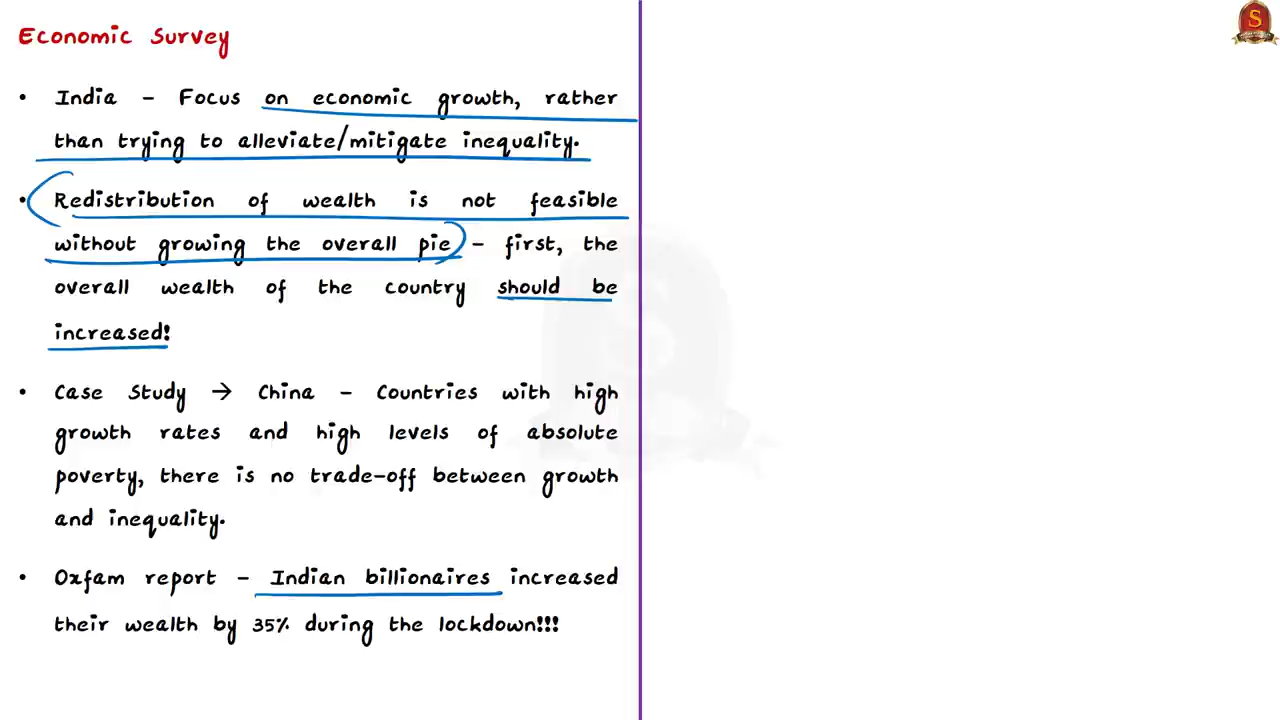 Economic Survey
• India – Focus on economic growth, rather
than trying to alleviate/mitigate inequality.
• Redistribution of wealth is not feasible
without growing the overall pie – first, the
overall wealth of the country should be
increased!
• Case Study → China – Countries with high
growth rates and high levels of absolute
poverty, there is no trade-off between growth
and inequality.
• Oxfam report – Indian billionaires increased
their wealth by 35% during the lockdown!!!
S